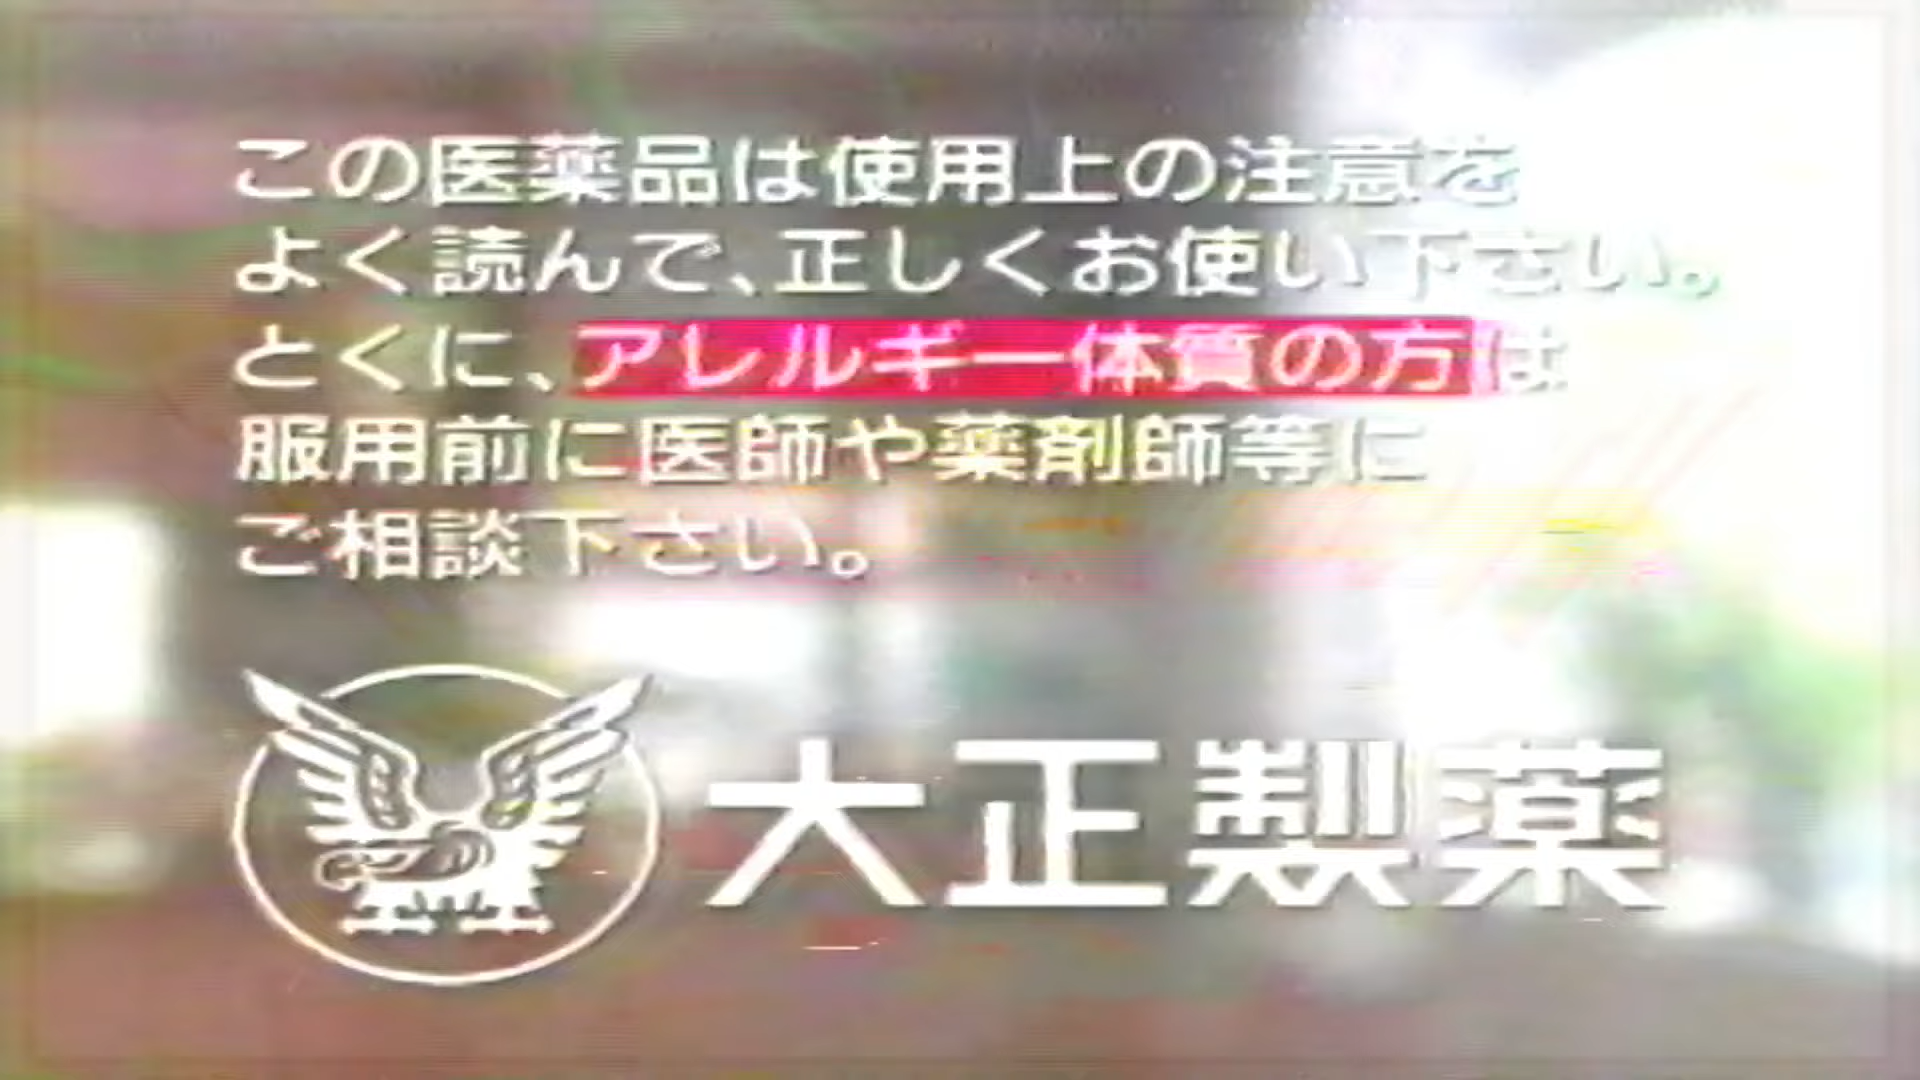 この医薬品は使用上の注意を
よく読んで、正しくお使い下さい。
とくに、アレルギー体質の方は
服用前に医師や薬剤師等に
ご相談下さい。
大正製薬